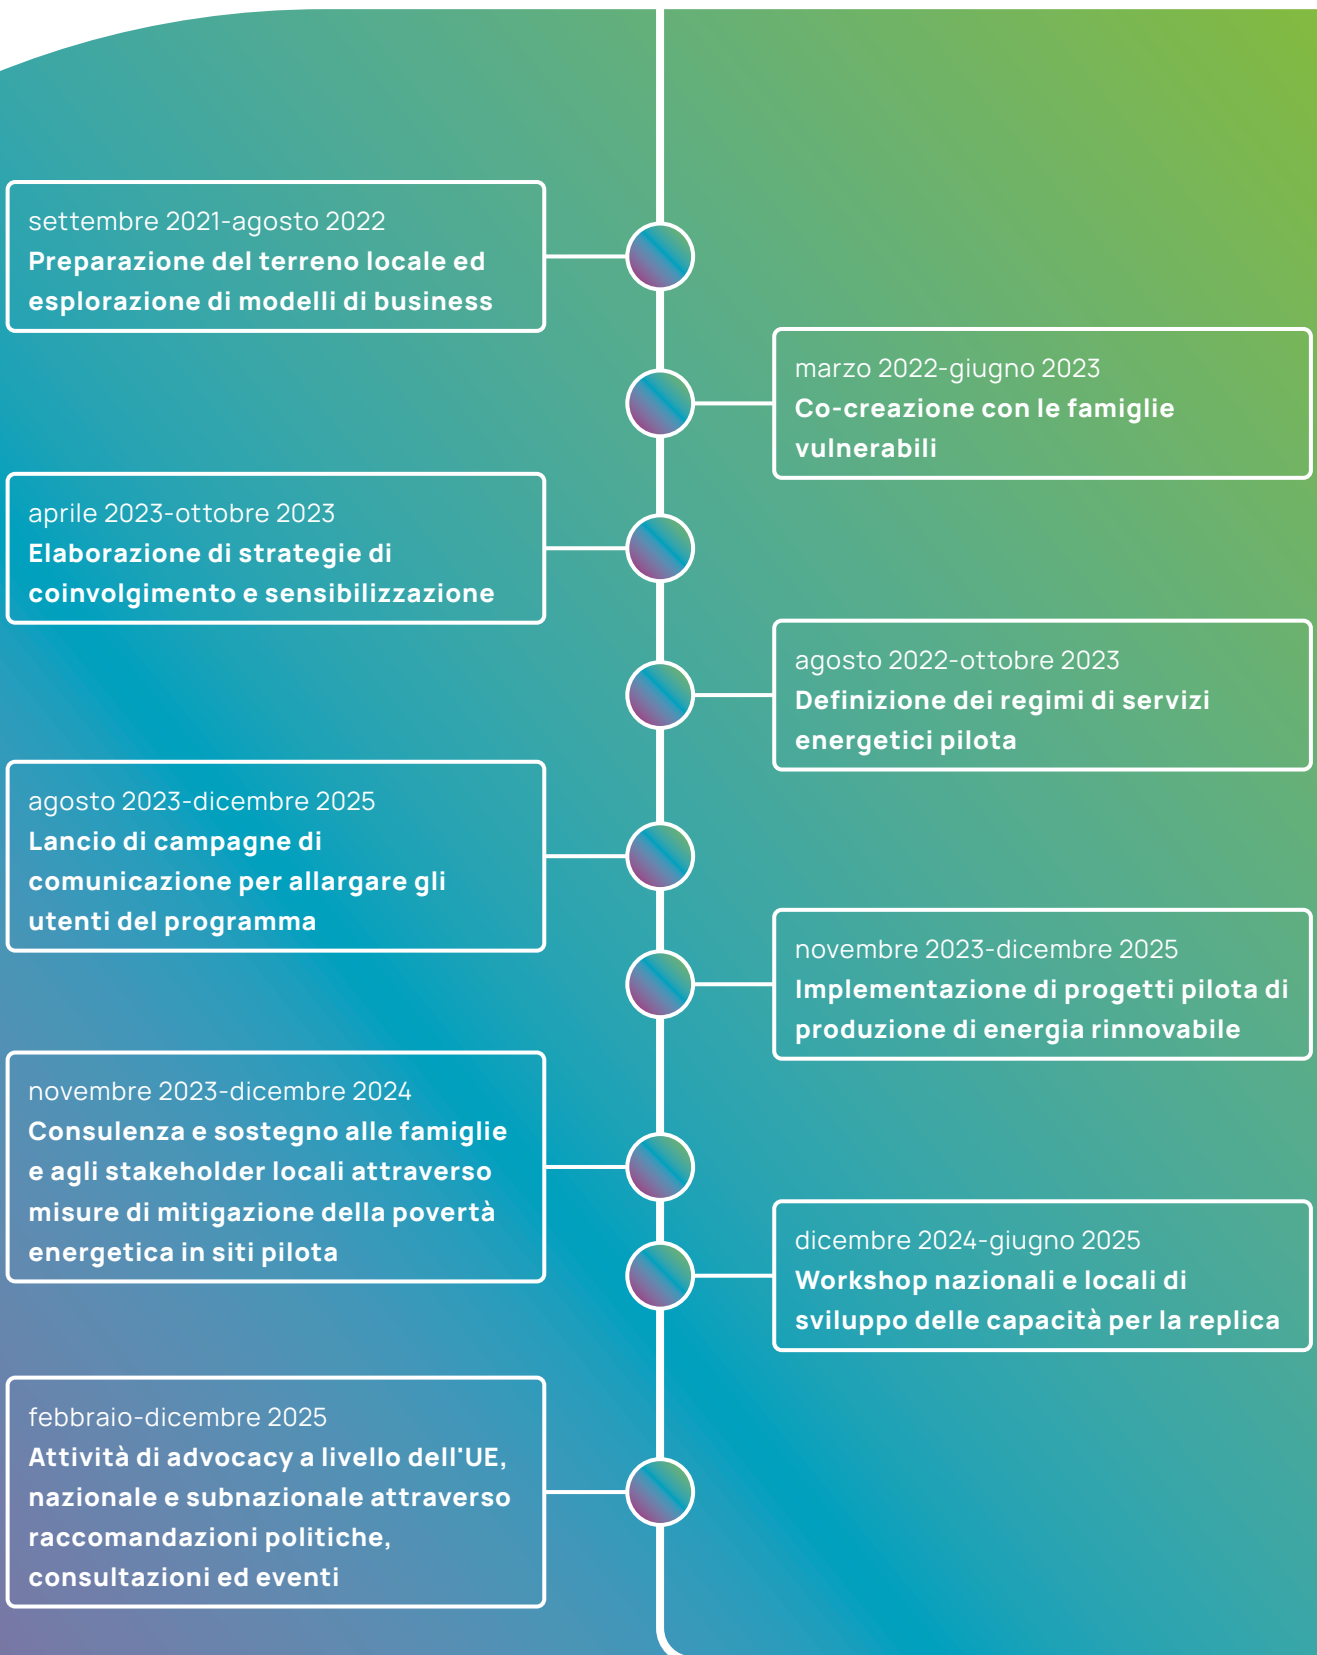 settembre 2021-agosto 2022
Preparazione del terreno locale ed
esplorazione di modelli di business
marzo 2022-giugno 2023
Co-creazione con le famiglie
vulnerabili
aprile 2023-ottobre 2023
Elaborazione di strategie di
coinvolgimento e sensibilizzazione
agosto 2022-ottobre 2023
Definizione dei regimi di servizi
energetici pilota
agosto 2023-dicembre 2025
Lancio di campagne di
comunicazione per allargare gli
utenti del programma
novembre 2023-dicembre 2025
Implementazione di progetti pilota di
produzione di energia rinnovabile
novembre 2023-dicembre 2024
Consulenza e sostegno alle famiglie
e agli stakeholder locali attraverso
misure di mitigazione della povertà
energetica in siti pilota
dicembre 2024-giugno 2025
Workshop nazionali e locali di
sviluppo delle capacità per la replica
febbraio-dicembre 2025
Attività di advocacy a livello dell'UE,
nazionale e subnazionale attraverso
raccomandazioni politiche,
consultazioni ed eventi